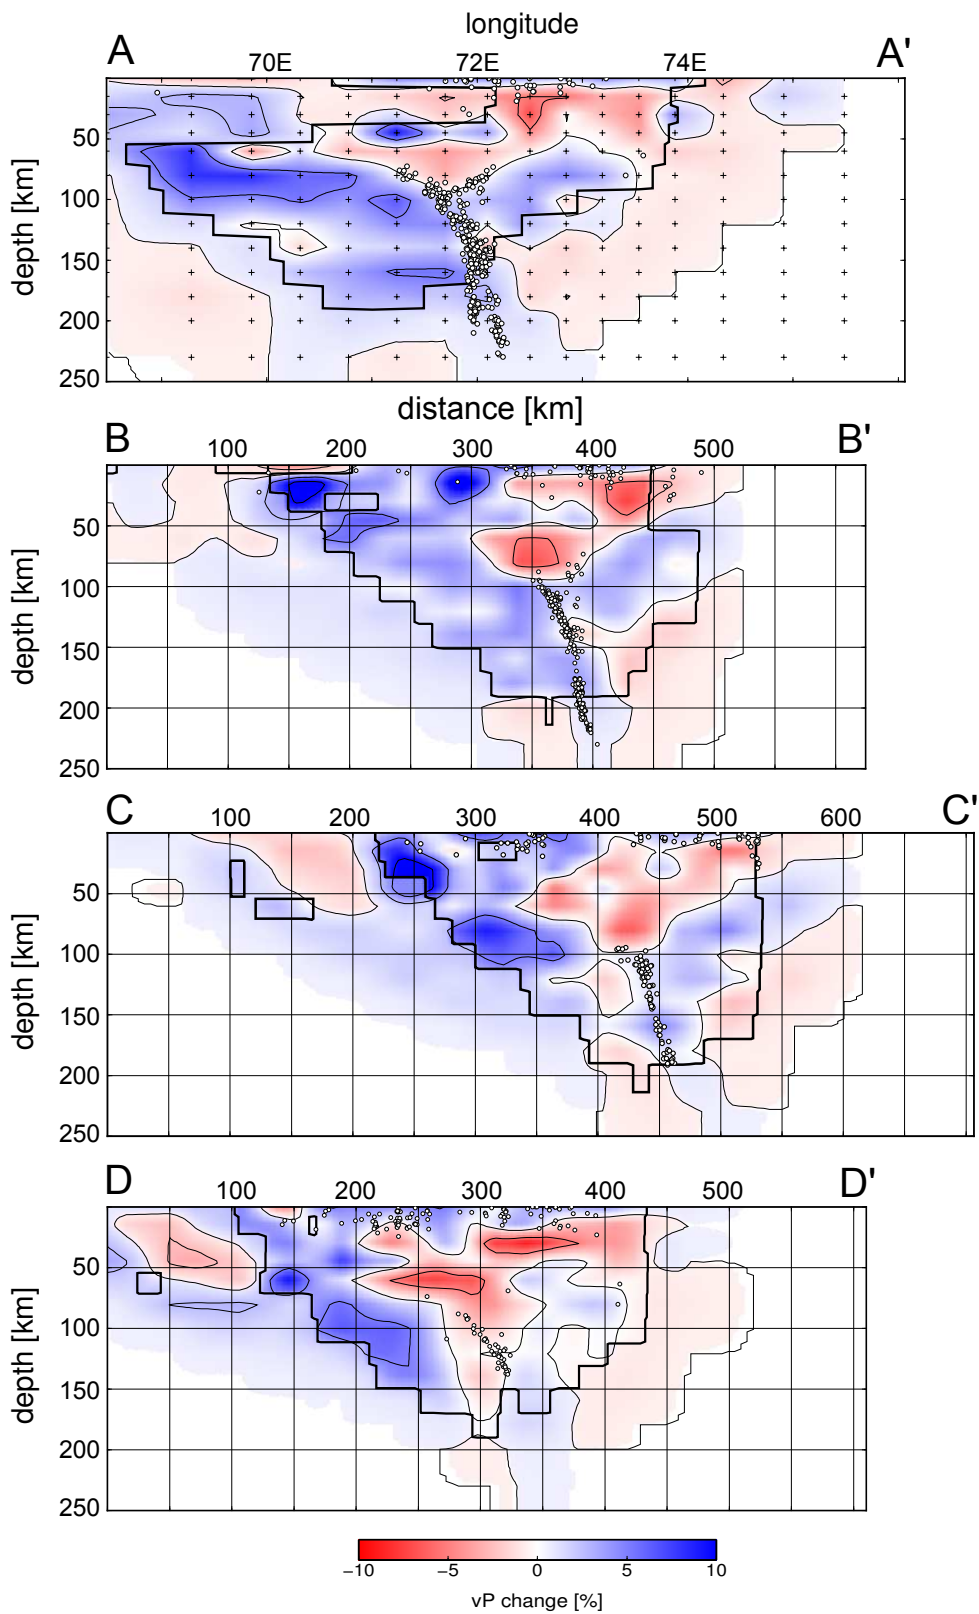 longitude
A 70E 72E 74E A'
50
100
150
200
250
depth [km]
distance [km]
B 100 200 300 400 500 B'
50
100
150
200
250
depth [km]
C 100 200 300 400 500 600 C'
50
100
150
200
250
depth [km]
D 100 200 300 400 500 D'
50
100
150
200
250
depth [km]
−10 −5 0 5 10
vP change [%]